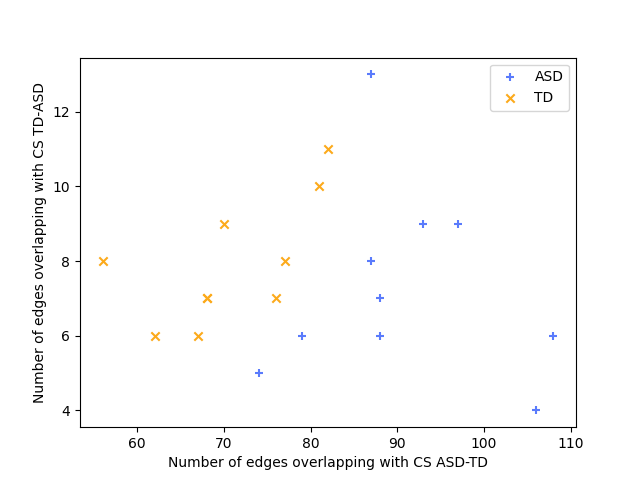 ASD
TD
Number of edges overlapping with CS TD-ASD
12
10
8
6
4
60 70 80 90 100 110
Number of edges overlapping with CS ASD-TD